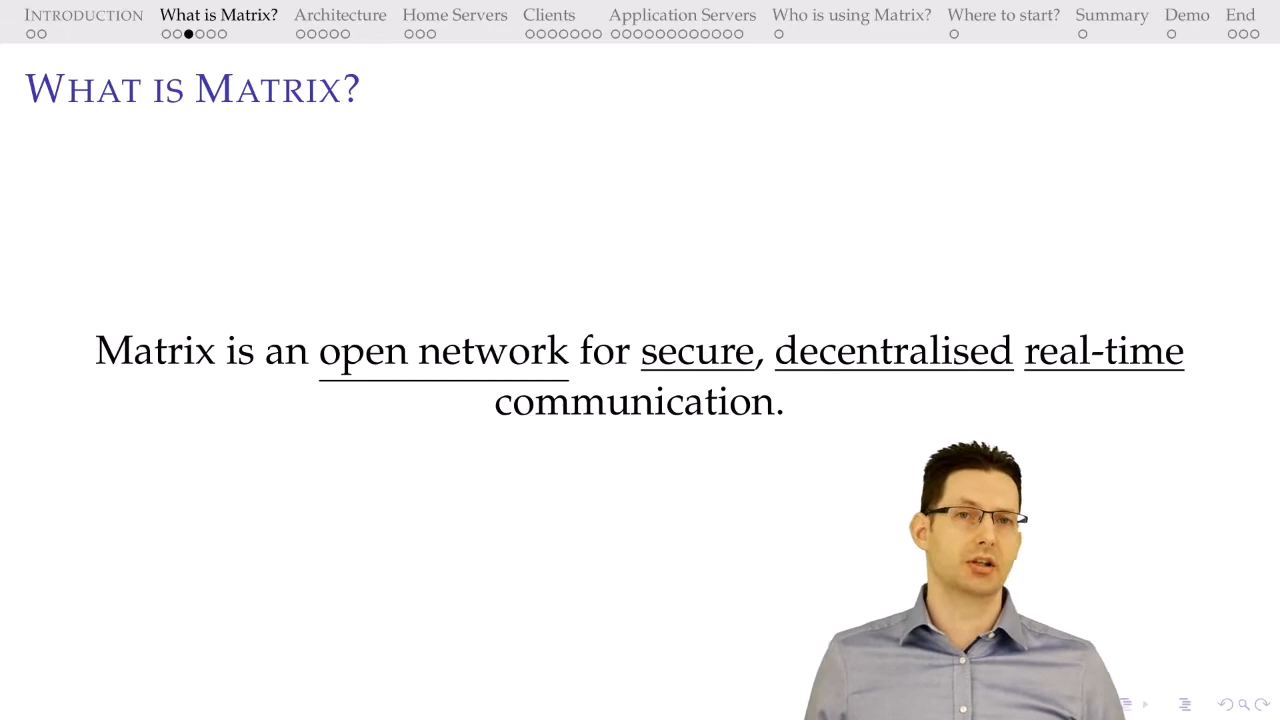 INTRODUCTION What is Matrix? Architecture Home Servers Clients Application Servers Who is using Matrix? Where to start? Summary Demo End
WHAT IS MATRIX?
Matrix is an open network for secure, decentralised real-time
communication.